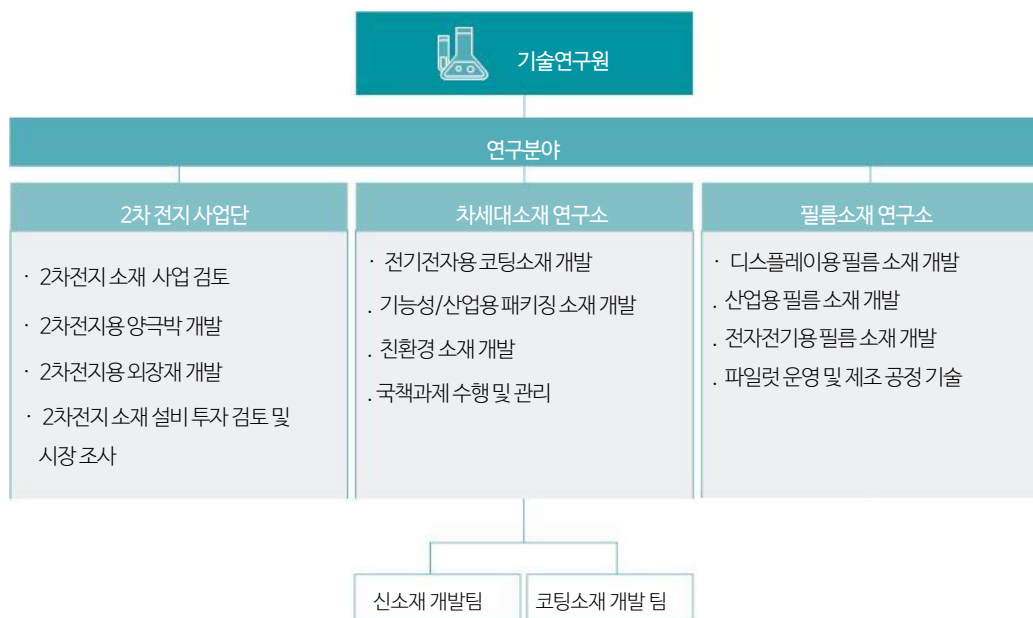 기술연구원
연구분야
2차 전지 사업단
· 2차전지 소재 사업 검토
· 2차전지용 양극박 개발
· 2차전지용 외장재 개발
· 2차전지 소재 설비 투자 검토 및
시장 조사
차세대소재 연구소
· 전기전자용 코팅소재 개발
. 기능성/산업용 패키징 소재 개발
. 친환경 소재 개발
. 국책과제 수행 및 관리
필름소재 연구소
· 디스플레이용 필름 소재 개발
. 산업용 필름 소재 개발
. 전자전기용 필름 소재 개발
. 파일럿 운영 및 제조 공정 기술
신소재 개발팀
코팅소재 개발 팀